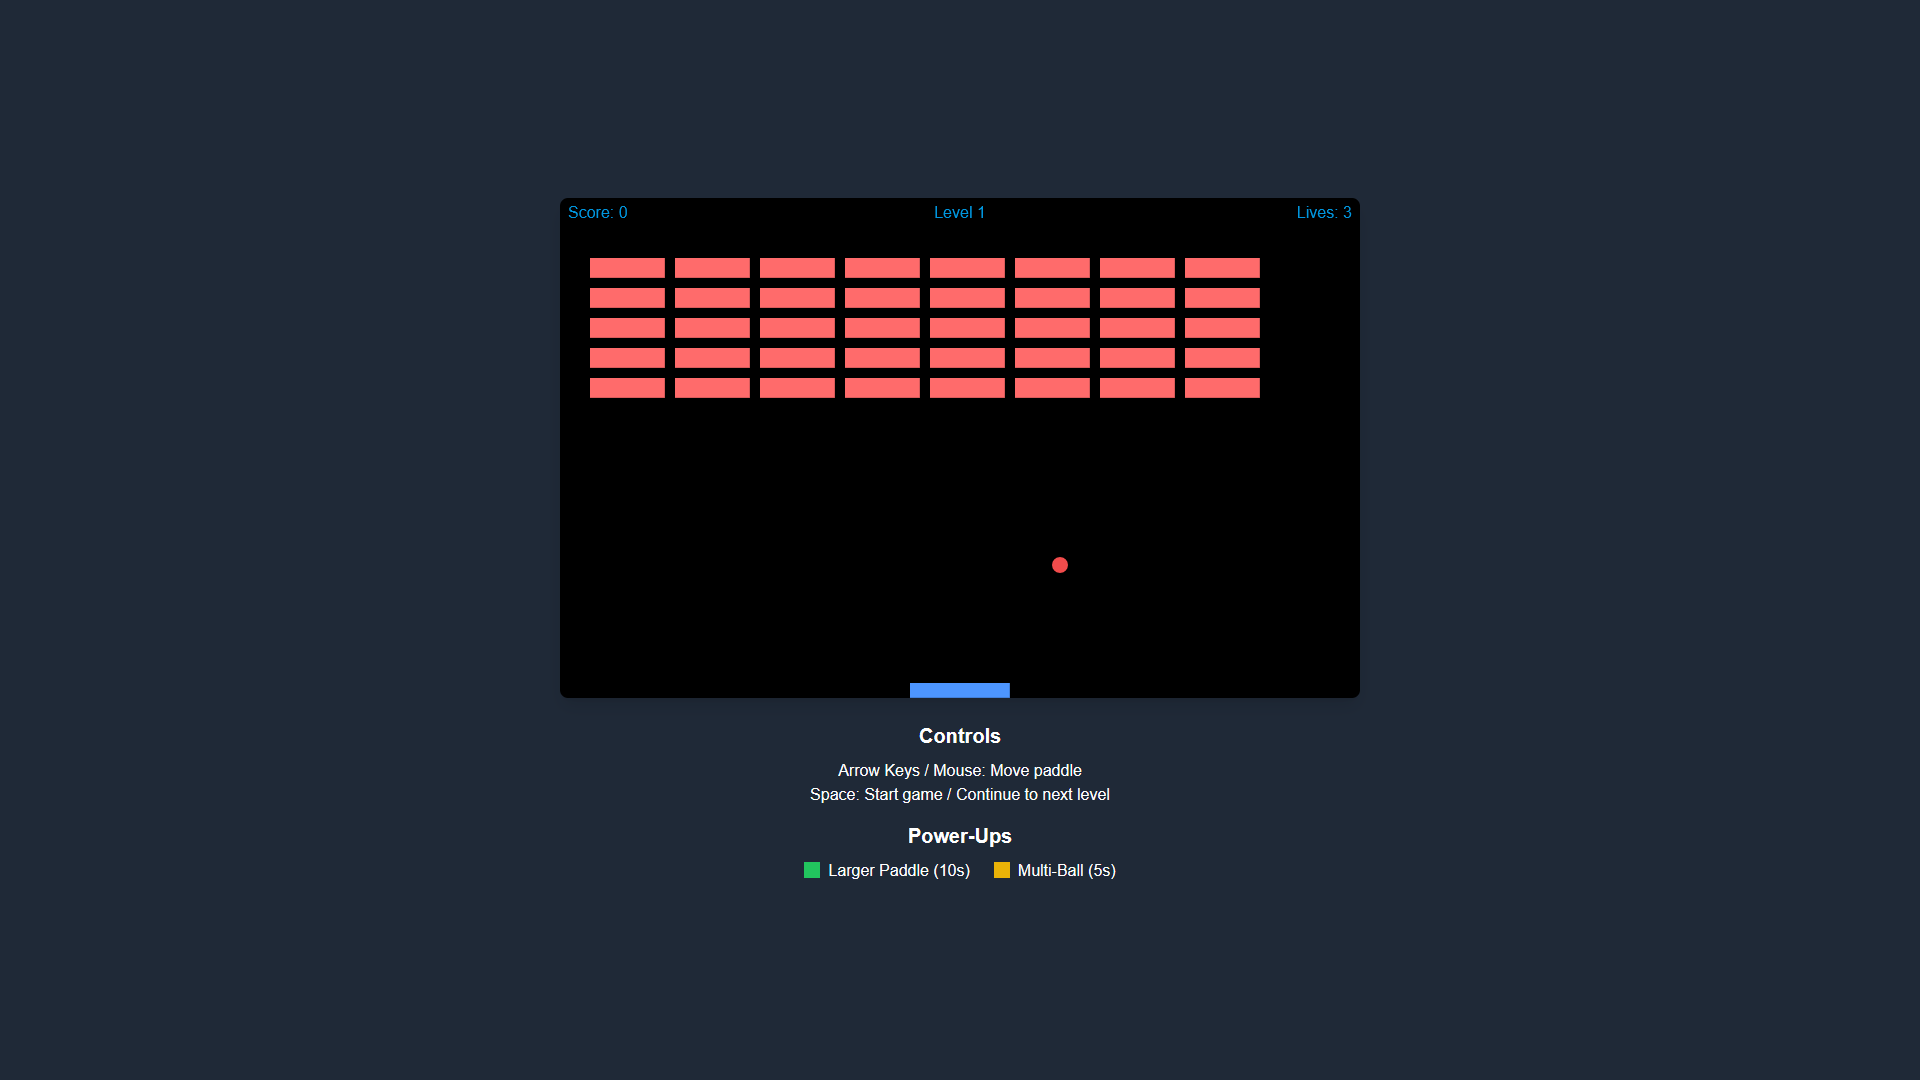 Score: 0 Level 1 Lives: 3
Controls
Arrow Keys / Mouse: Move paddle
Space: Start game / Continue to next level
Power-Ups
Larger Paddle (10s) Multi-Ball (5s)